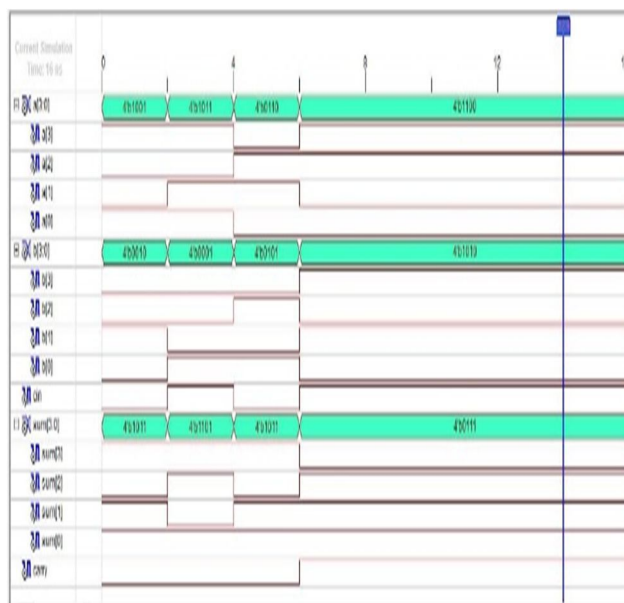 Current Simulation
Time: 16 ns
0 4 8 12
a[3:0] 4'b1001 4'b1011 4'b0110 4'b1100
a[3]
a[2]
a[1]
a[0]
b[3:0] 4'b0010 4'b0001 4'b0101 4'b1010
b[3]
b[2]
b[1]
b[0]
cin
sum[3:0] 4'b1011 4'b1101 4'b1011 4'b0111
sum[3]
sum[2]
sum[1]
sum[0]
carry